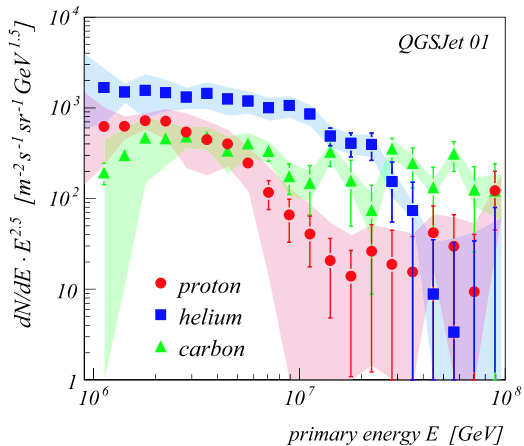 10^4
10^3
10^2
10
1
dN/dE · E^2.5 [m^-2 s^-1 sr^-1 GeV^1.5]
QGSJet 01
proton
helium
carbon
10^6
10^7
10^8
primary energy E [GeV]